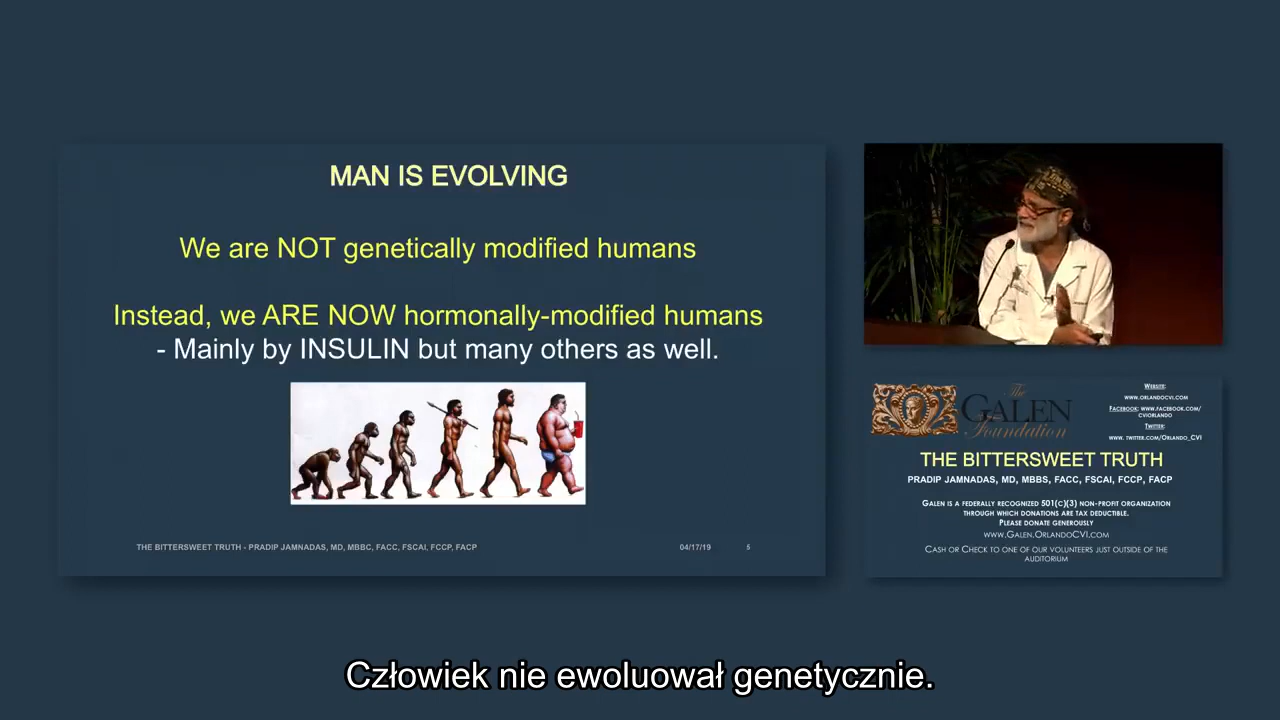 MAN IS EVOLVING
We are NOT genetically modified humans
Instead, we ARE NOW hormonally-modified humans
- Mainly by INSULIN but many others as well.
THE BITTERSWEET TRUTH - PRADIP JAMNADAS, MD, MBBC, FACC, FSCAI, FCCP, FACP
04/17/19
5
The
GALEN
Foundation
WEBSITE:
WWW.ORLANDOCVI.COM
FACEBOOK: WWW.FACEBOOK.COM/
CVIORLANDO
TWITTER:
WWW. TWITTER.COM/ORLANDO_CVI
THE BITTERSWEET TRUTH
PRADIP JAMNADAS, MD, MBBS, FACC, FSCAI, FCCP, FACP
GALEN IS A FEDERALLY RECOGNIZED 501(C)(3) NON-PROFIT ORGANIZATION
THROUGH WHICH DONATIONS ARE TAX DEDUCTIBLE.
PLEASE DONATE GENEROUSLY
WWW.GALEN.ORLANDOCVI.COM
CASH OR CHECK TO ONE OF OUR VOLUNTEERS JUST OUTSIDE OF THE
AUDITORIUM
Człowiek nie ewoluował genetycznie.